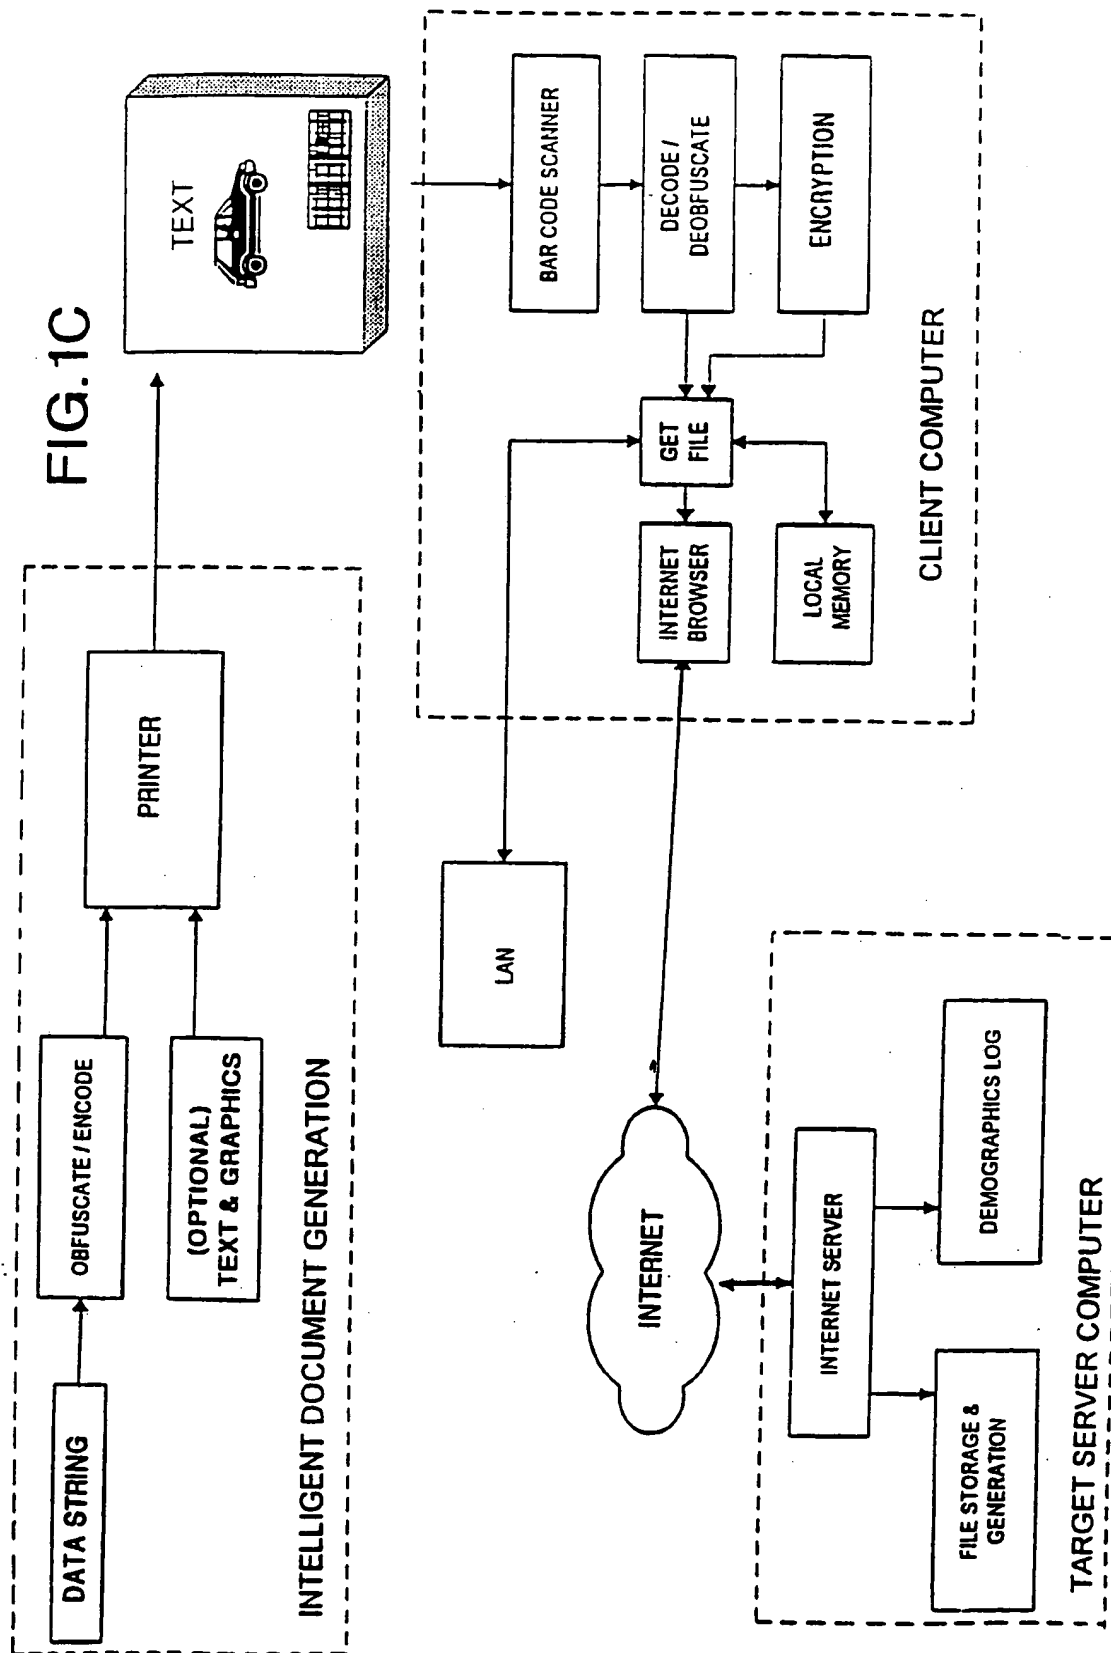 FIG.1C
DATA STRING
OBFUSCATE / ENCODE
(OPTIONAL)
TEXT & GRAPHICS
PRINTER
INTELLIGENT DOCUMENT GENERATION
TEXT
BAR CODE SCANNER
DECODE /
DEOBFUSCATE
ENCRYPTION
GET
FILE
INTERNET
BROWSER
LOCAL
MEMORY
CLIENT COMPUTER
LAN
INTERNET
INTERNET SERVER
FILE STORAGE &
GENERATION
DEMOGRAPHICS LOG
TARGET SERVER COMPUTER